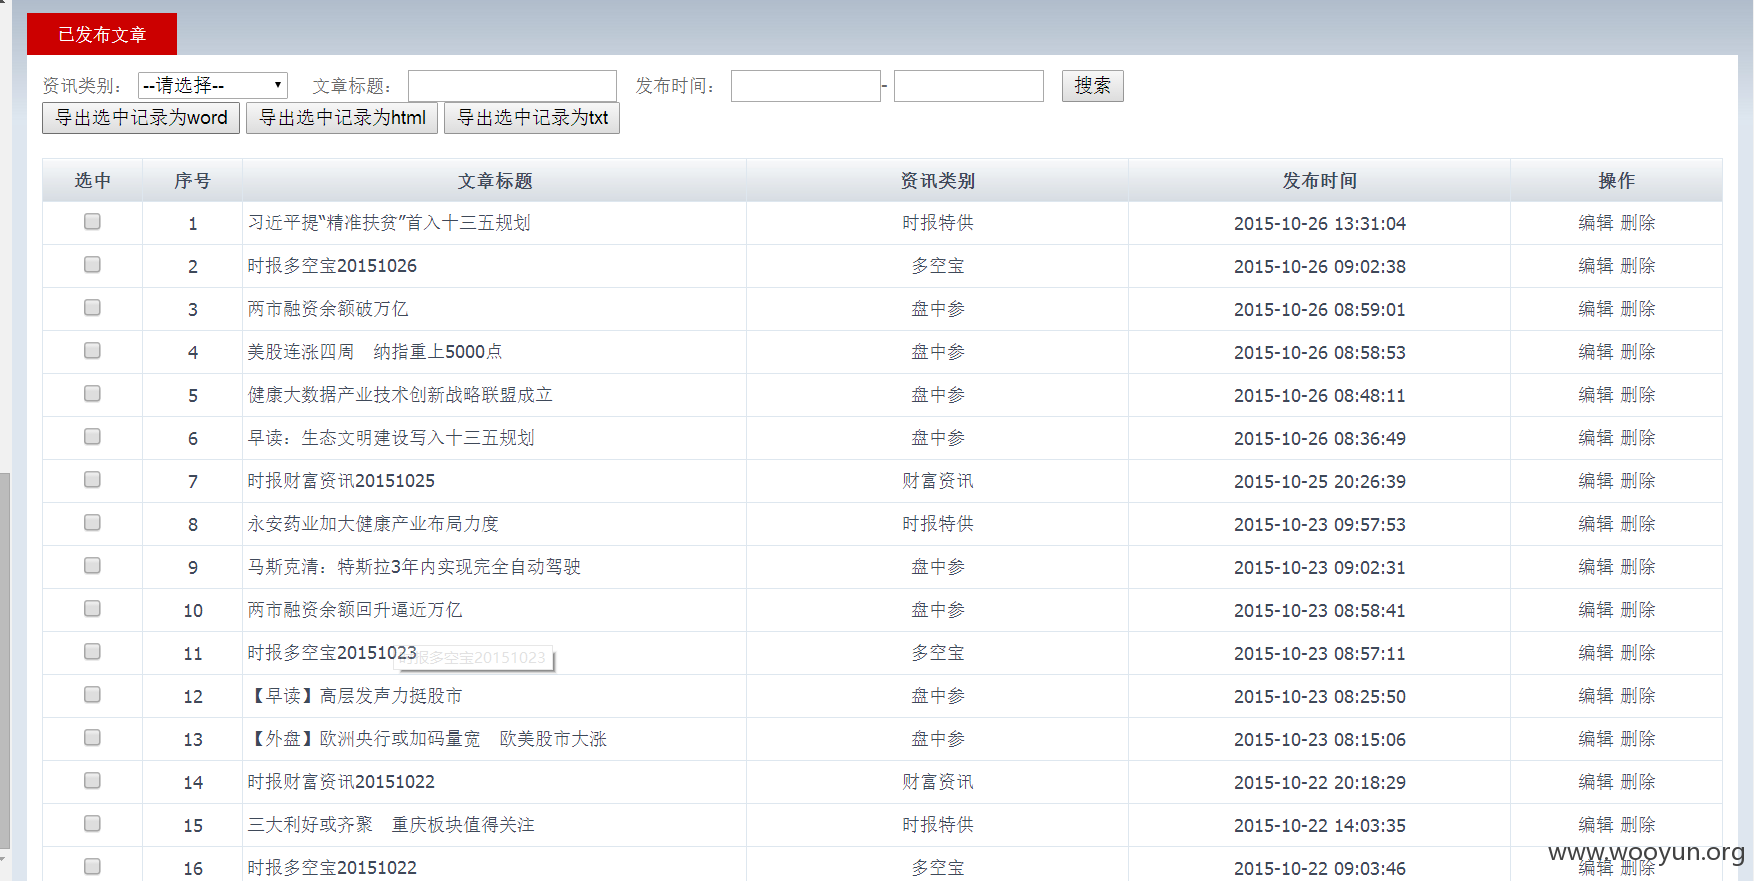 已发布文章
资讯类别： --请选择-- 文章标题： 发布时间： - 搜索
导出选中记录为word 导出选中记录为html 导出选中记录为txt
选中 序号 文章标题 资讯类别 发布时间 操作
1 习近平提“精准扶贫”首入十三五规划 时报特供 2015-10-26 13:31:04 编辑 删除
2 时报多空宝20151026 多空宝 2015-10-26 09:02:38 编辑 删除
3 两市融资余额破万亿 盘中参 2015-10-26 08:59:01 编辑 删除
4 美股连涨四周　纳指重上5000点 盘中参 2015-10-26 08:58:53 编辑 删除
5 健康大数据产业技术创新战略联盟成立 盘中参 2015-10-26 08:48:11 编辑 删除
6 早读：生态文明建设写入十三五规划 盘中参 2015-10-26 08:36:49 编辑 删除
7 时报财富资讯20151025 财富资讯 2015-10-25 20:26:39 编辑 删除
8 永安药业加大健康产业布局力度 时报特供 2015-10-23 09:57:53 编辑 删除
9 马斯克清：特斯拉3年内实现完全自动驾驶 盘中参 2015-10-23 09:02:31 编辑 删除
10 两市融资余额回升逼近万亿 盘中参 2015-10-23 08:58:41 编辑 删除
11 时报多空宝20151023 多空宝 2015-10-23 08:57:11 编辑 删除
时报多空宝20151023
12 【早读】高层发声力挺股市 盘中参 2015-10-23 08:25:50 编辑 删除
13 【外盘】欧洲央行或加码量宽　欧美股市大涨 盘中参 2015-10-23 08:15:06 编辑 删除
14 时报财富资讯20151022 财富资讯 2015-10-22 20:18:29 编辑 删除
15 三大利好或齐聚　重庆板块值得关注 时报特供 2015-10-22 14:03:35 编辑 删除
16 时报多空宝20151022 多空宝 2015-10-22 09:03:46 编辑 删除
www.wooyun.org